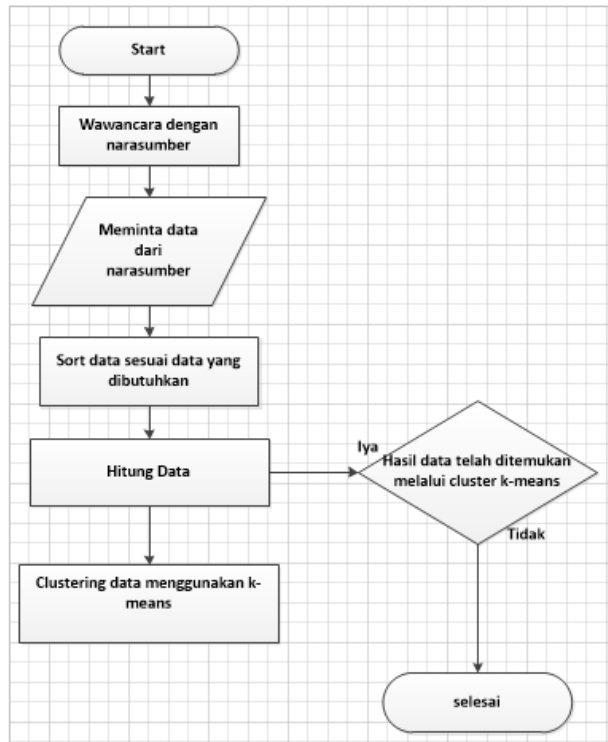 Start
Wawancara dengan
narasumber
Meminta data
dari
narasumber
Sort data sesuai data yang
dibutuhkan
Hitung Data
Iya
Hasil data telah ditemukan
melalui cluster k-means
Tidak
Clustering data menggunakan k-
means
selesai